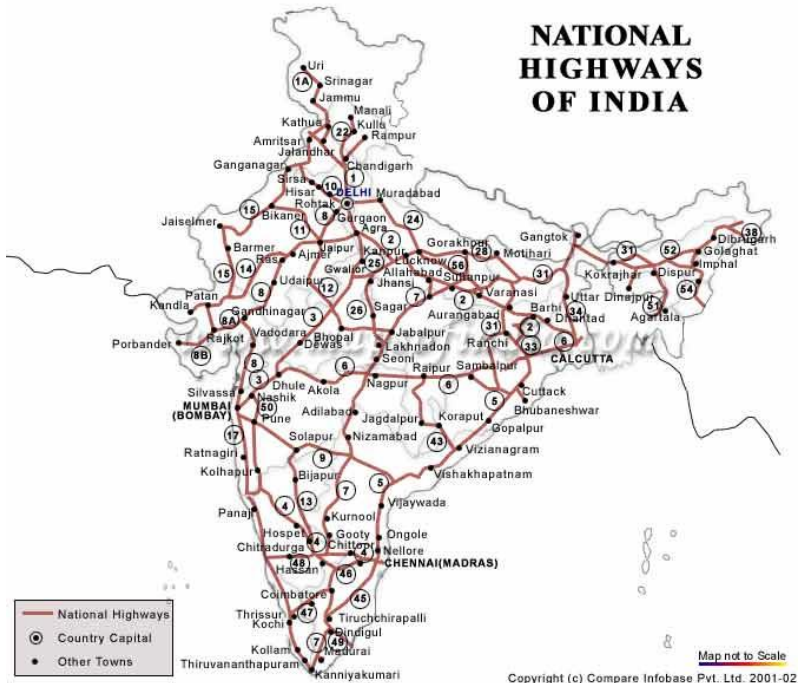 NATIONAL
HIGHWAYS
OF INDIA
Uri
1A
Srinagar
Jammu
Manali
Kathua
22
Kullu
Rampur
Amritsar
Jalandhar
Chandigarh
Ganganagar
1
Sirsa
10
Hisar
DELHI
Muradabad
Rohtak
15
8
Gurgaon
24
Bikaner
Jaiselmer
11
Agra
2
Gangtok
38
Dibrugarh
Jaipur
Kanpur
Gorakhpur
28
Motihari
31
52
Golaghat
Barmer
Ajmer
Lucknow
56
Kokrajhar
Dispur
Imphal
15
14
Ras
Gwalior
25
Allahabad
Sultanpur
31
54
Udaipur
Jhansi
Patan
8
12
7
2
Varanasi
Uttar Dinajpur
Kandla
Gandhinagar
26
Sagar
Aurangabad
Barhi
34
51
Agartala
8A
3
31
2
Dhanbad
Rajkot
Vadodara
Bhopal
Jabalpur
Ranchi
33
6
Porbander
Dewas
Lakhnadon
CALCUTTA
8B
8
Seoni
6
Raipur
Sambalpur
3
Dhule
Akola
Nagpur
6
Cuttack
Silvassa
Nashik
5
Bhubaneshwar
MUMBAI
(BOMBAY)
50
Adilabad
Jagdalpur
Koraput
Gopalpur
Pune
17
Solapur
Nizamabad
43
Vizianagram
Ratnagiri
9
Kolhapur
Bijapur
5
Vishakhapatnam
7
4
13
Vijaywada
Panaji
Kurnool
Hospet
Gooty
Ongole
4
Chittoor
4
Nellore
Chitradurga
48
CHENNAI(MADRAS)
Hassan
46
Coimbatore
45
Thrissur
47
Tiruchchirapalli
Kochi
Dindigul
7
49
Kollam
Madurai
Thiruvananthapuram
Kanniyakumari
National Highways
Country Capital
Other Towns
Map not to Scale
Copyright (c) Compare Infobase Pvt. Ltd. 2001-02